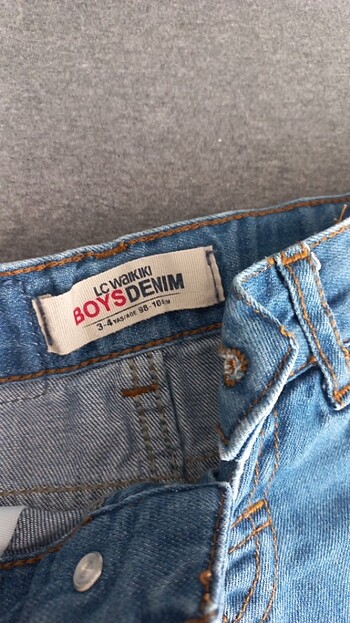 LC WAIKIKI
BOYSDENIM
3-4 YAŞ/AGE 98-104CM